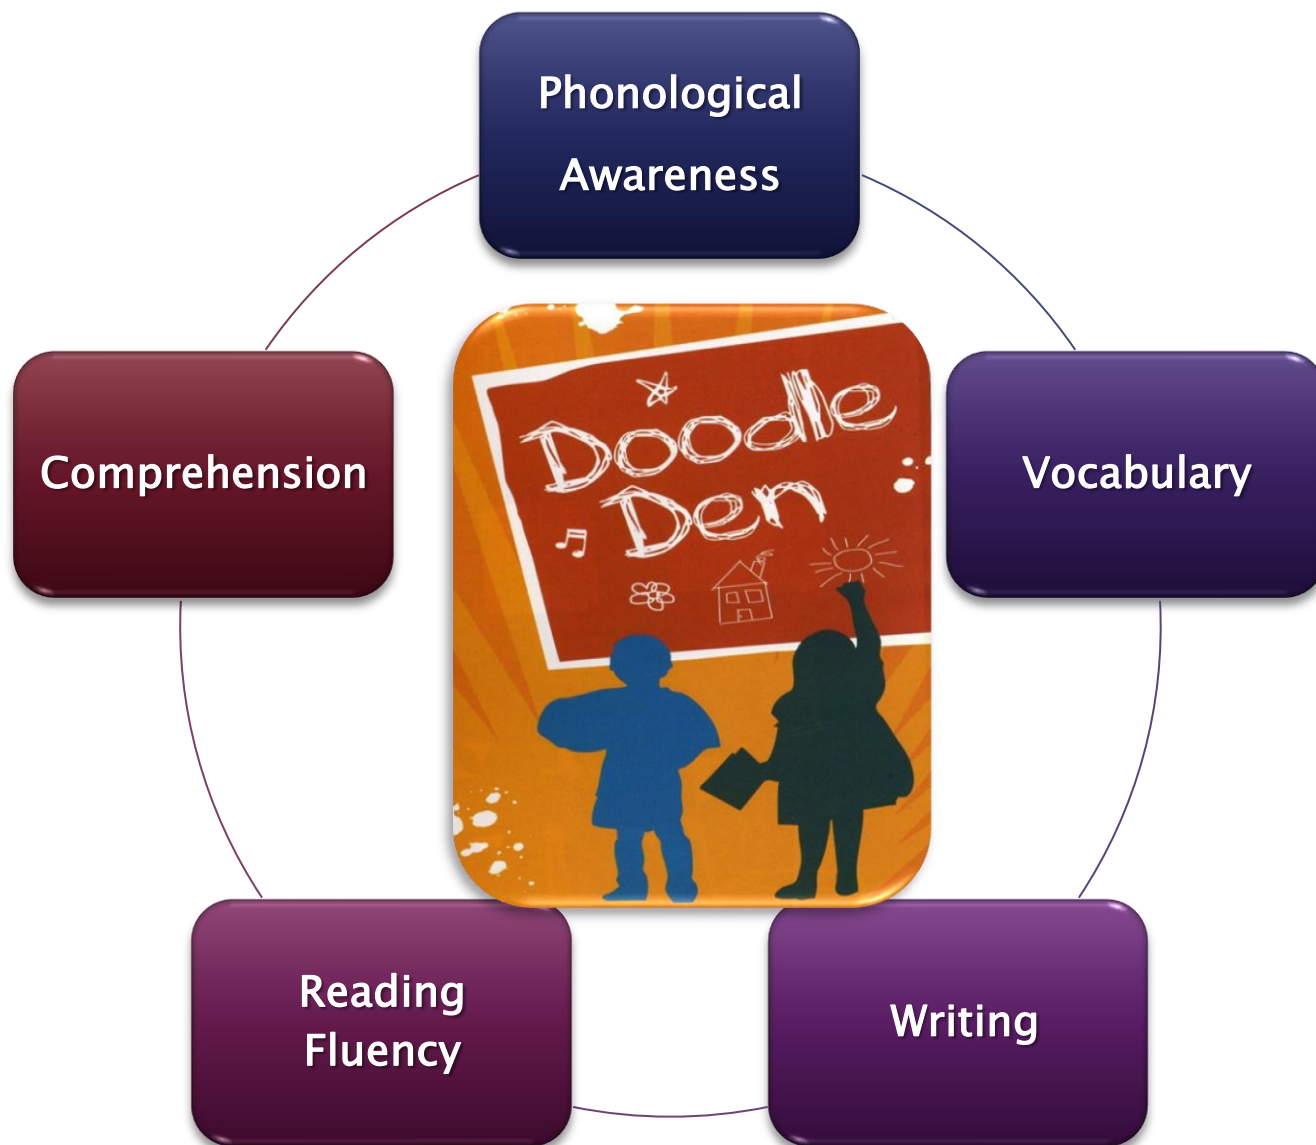 Phonological
Awareness
Comprehension
Doodle
Den
Vocabulary
Reading
Fluency
Writing